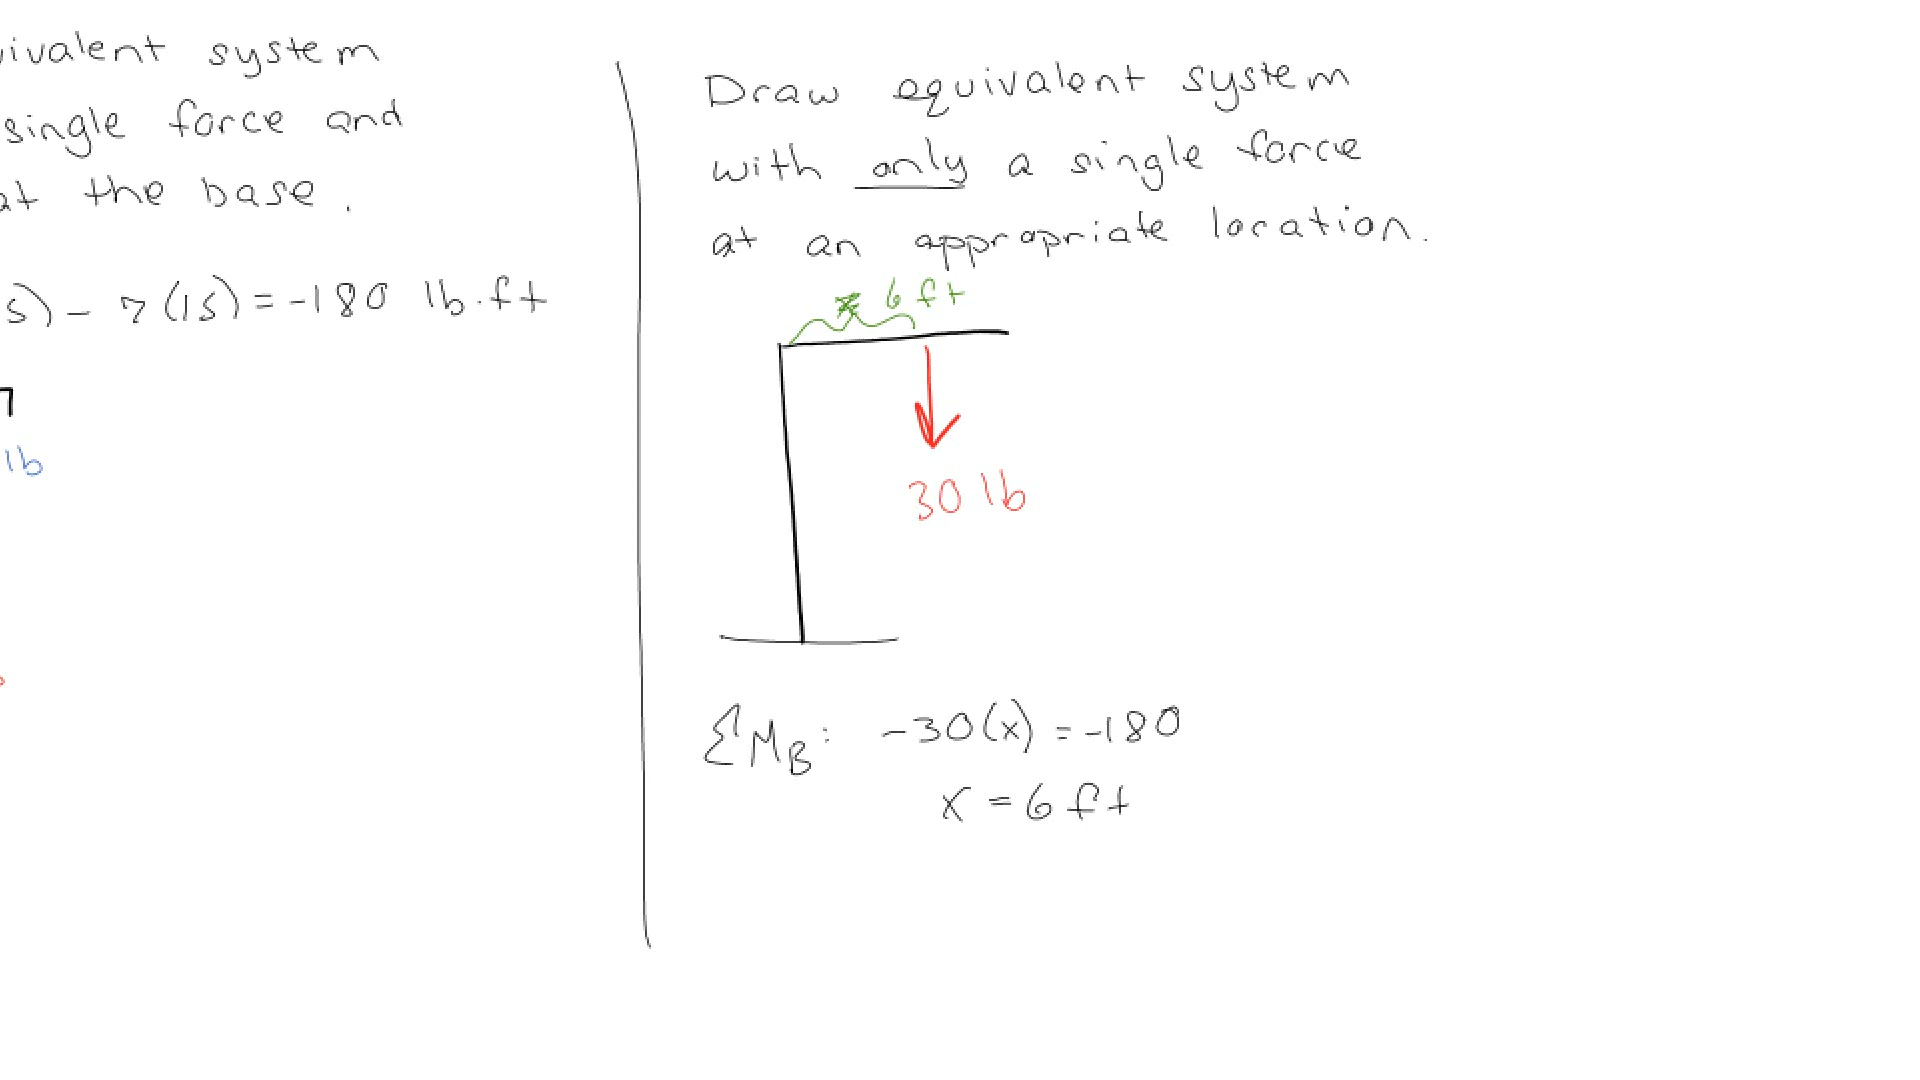 ivalent system
single force and
at the base.
5) - 7(15) = -180 lb·ft
7
lb
Draw equivalent system
with only a single force
at an appropriate location.
6 ft
30 lb
ΣM_B: -30(x) = -180
x = 6 ft